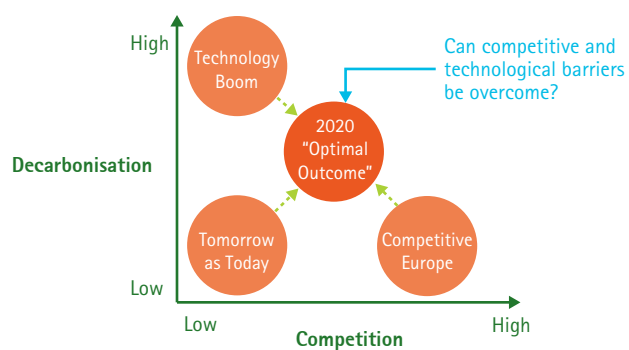 High
Technology
Boom
Can competitive and
technological barriers
be overcome?
2020
“Optimal
Outcome”
Decarbonisation
Tomorrow
as Today
Competitive
Europe
Low
Low
High
Competition